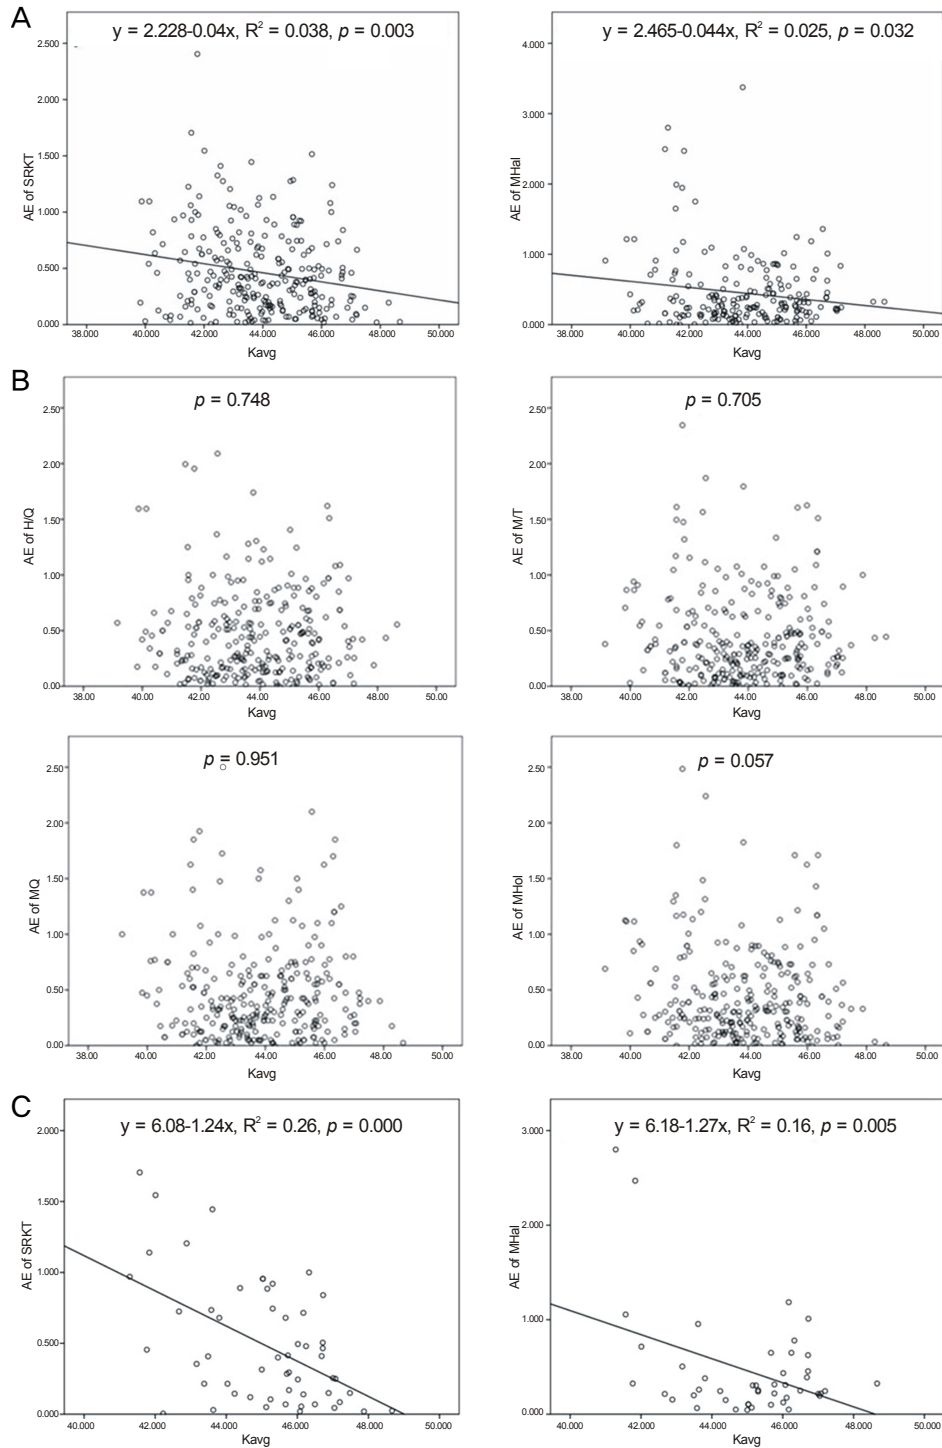 A
y = 2.228-0.04x, R² = 0.038, p = 0.003
2.500
2.000
1.500
1.000
0.500
0.000
AE of SRKT
38.000 40.000 42.000 44.000 46.000 48.000 50.000
Kavg
y = 2.465-0.044x, R² = 0.025, p = 0.032
4.000
3.000
2.000
1.000
0.000
AE of MHal
38.000 40.000 42.000 44.000 46.000 48.000 50.000
Kavg
B
p = 0.748
2.50
2.00
1.50
1.00
0.50
0.00
AE of H/Q
38.00 40.00 42.00 44.00 46.00 48.00 50.00
Kavg
p = 0.705
2.50
2.00
1.50
1.00
0.50
0.00
AE of M/T
38.00 40.00 42.00 44.00 46.00 48.00 50.00
Kavg
p = 0.951
2.50
2.00
1.50
1.00
0.50
0.00
AE of MQ
38.00 40.00 42.00 44.00 46.00 48.00 50.00
Kavg
p = 0.057
2.50
2.00
1.50
1.00
0.50
0.00
AE of MHol
38.00 40.00 42.00 44.00 46.00 48.00 50.00
Kavg
C
y = 6.08-1.24x, R² = 0.26, p = 0.000
2.000
1.500
1.000
0.500
0.000
AE of SRKT
40.000 42.000 44.000 46.000 48.000 50.000
Kavg
y = 6.18-1.27x, R² = 0.16, p = 0.005
3.000
2.000
1.000
0.000
AE of MHal
40.000 42.000 44.000 46.000 48.000 50.000
Kavg